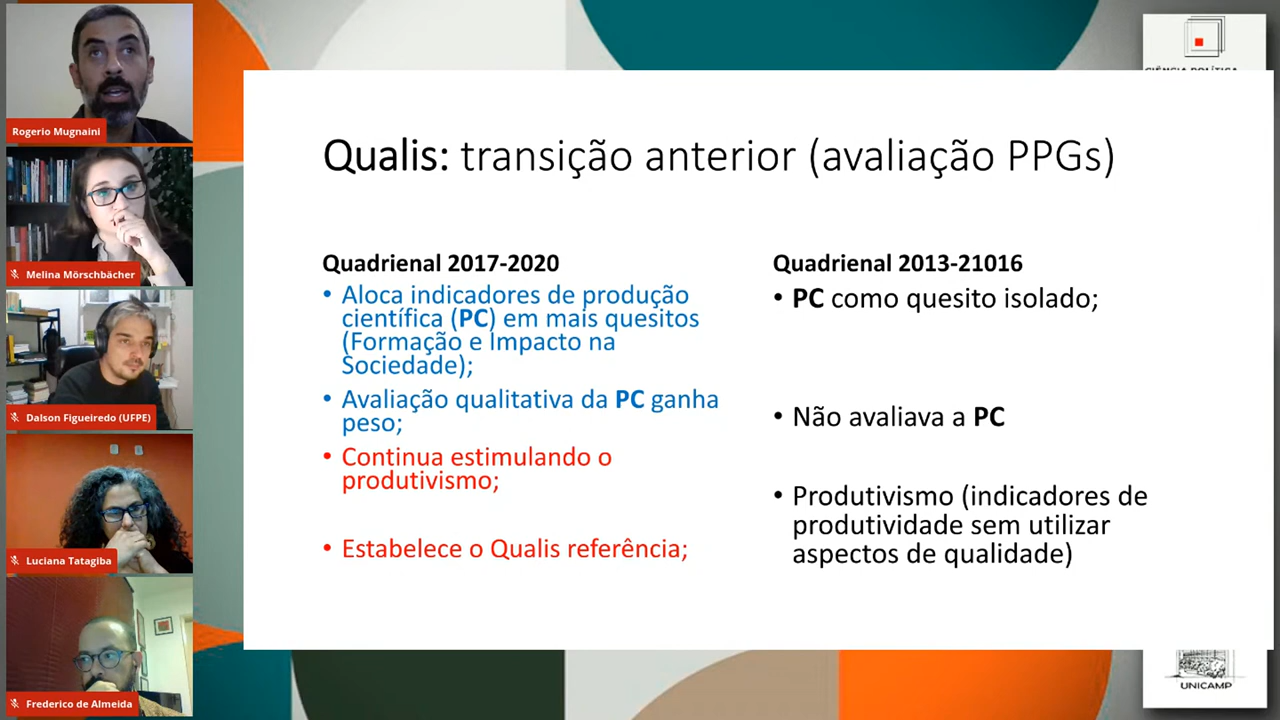 Rogerio Mugnaini
Melina Mörschbächer
Dalson Figueiredo (UFPE)
Luciana Tatagiba
Frederico de Almeida
CIÊNCIA POLÍTICA
Qualis: transição anterior (avaliação PPGs)
Quadrienal 2017-2020
• Aloca indicadores de produção
científica (PC) em mais quesitos
(Formação e Impacto na
Sociedade);
• Avaliação qualitativa da PC ganha
peso;
• Continua estimulando o
produtivismo;
• Estabelece o Qualis referência;
Quadrienal 2013-21016
• PC como quesito isolado;
• Não avaliava a PC
• Produtivismo (indicadores de
produtividade sem utilizar
aspectos de qualidade)
UNICAMP